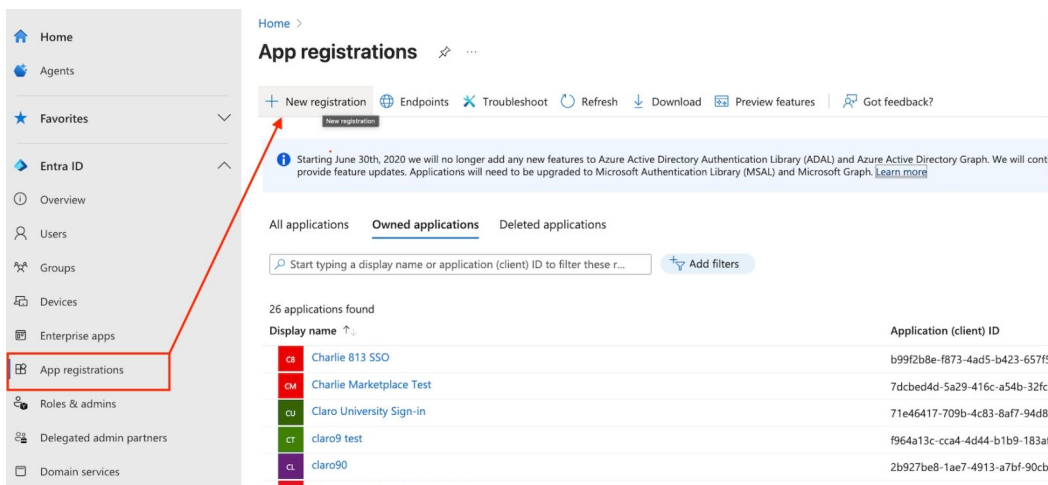 Home
Agents
Favorites
Entra ID
Overview
Users
Groups
Devices
Enterprise apps
App registrations
Roles & admins
Delegated admin partners
Domain services
Home >
App registrations
New registration Endpoints Troubleshoot Refresh Download Preview features Got feedback?
New registration
Starting June 30th, 2020 we will no longer add any new features to Azure Active Directory Authentication Library (ADAL) and Azure Active Directory Graph. We will cont
provide feature updates. Applications will need to be upgraded to Microsoft Authentication Library (MSAL) and Microsoft Graph. Learn more
All applications Owned applications Deleted applications
Start typing a display name or application (client) ID to filter these r... Add filters
26 applications found
Display name Application (client) ID
C8 Charlie 813 SSO b99f2b8e-f873-4ad5-b423-657f5
CM Charlie Marketplace Test 7dcbed4d-5a29-416c-a54b-32fc
CU Claro University Sign-in 71e46417-709b-4c83-8af7-94d8
CT claro9 test f964a13c-cca4-4d44-b1b9-183a
CL claro90 2b927be8-1ae7-4913-a7bf-90cb